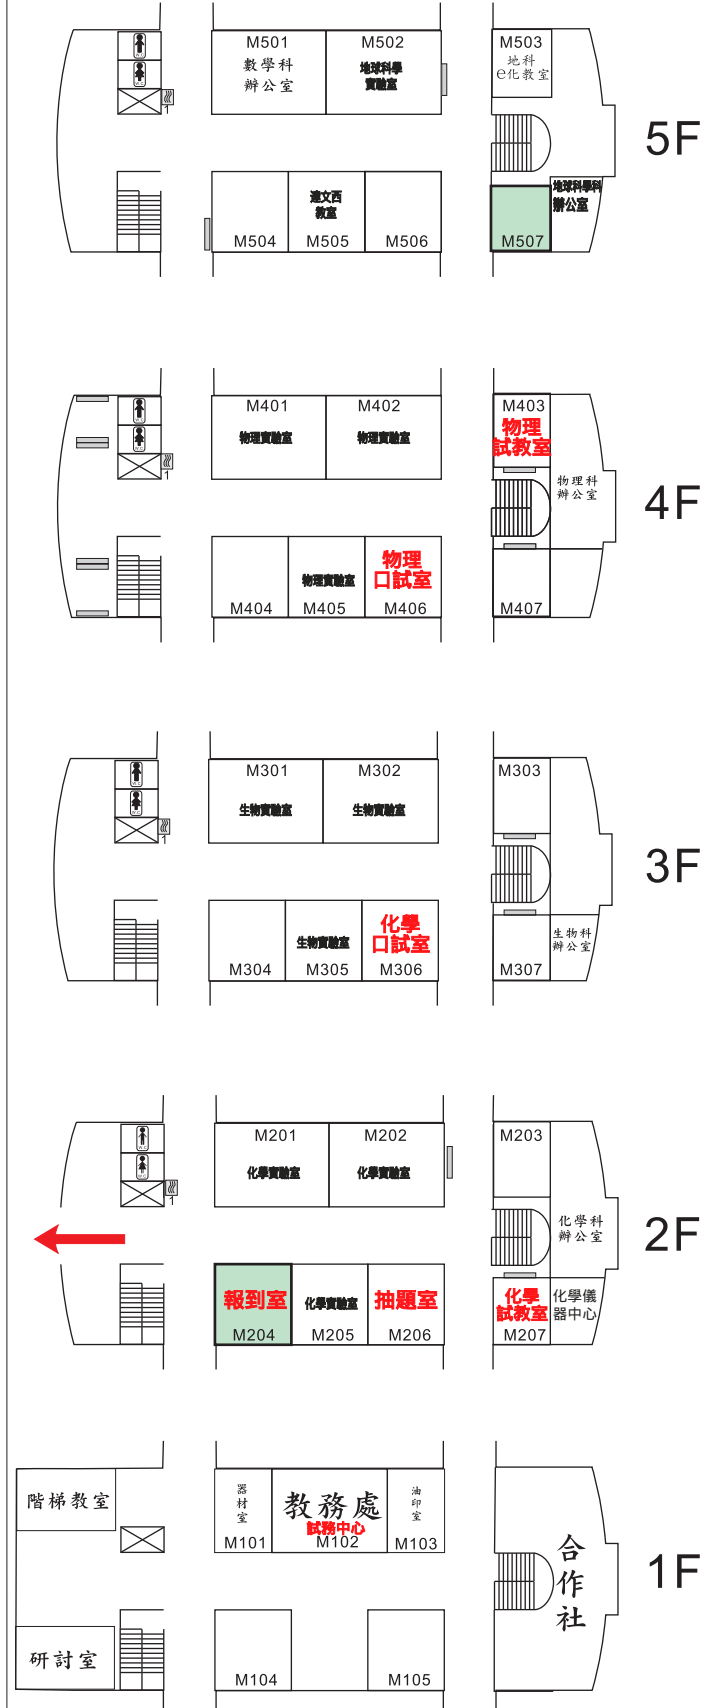 M501
數學科
辦公室
M502
地球科學
實驗室
M503
地科
e化教室
1
5F
M504
達文西
教室
M505
M506
地球科學科
辦公室
M507
M401
物理實驗室
M402
物理實驗室
M403
物理
試教室
1
物理科
辦公室
4F
M404
物理實驗室
M405
物理
口試室
M406
M407
M301
生物實驗室
M302
生物實驗室
M303
1
3F
M304
生物實驗室
M305
化學
口試室
M306
M307
生物科
辦公室
M201
化學實驗室
M202
化學實驗室
M203
1
化學科
辦公室
2F
報到室
M204
化學實驗室
M205
抽題室
M206
化學
試教室
M207
化學儀
器中心
階梯教室
器材室
M101
教務處
試務中心
M102
油印室
M103
合作社
1F
研討室
M104
M105